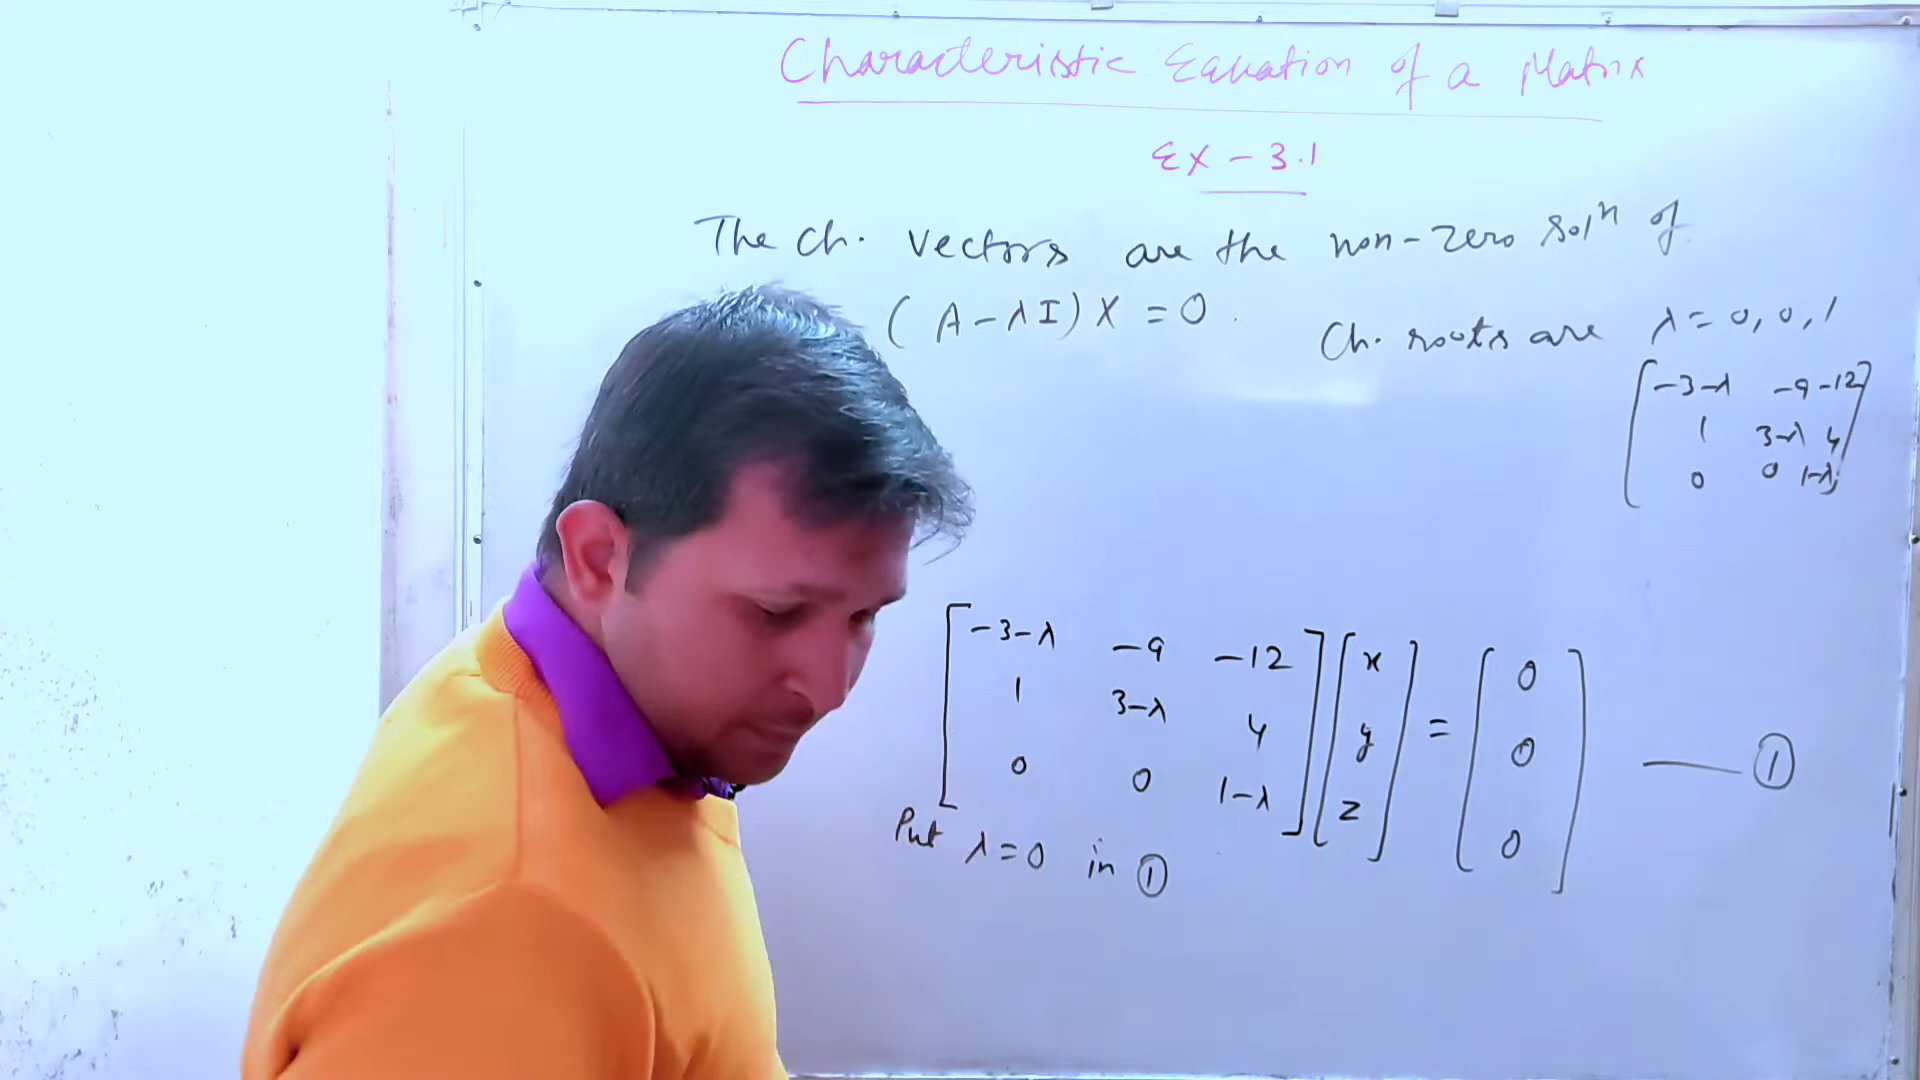 Characteristic Equation of a Matrix
Ex - 3.1
The ch. vectors are the non-zero solⁿ of
(A-λI)X = 0.
Ch. roots are λ = 0, 0, 1
[-3-λ -9 -12]
[1 3-λ 4]
[0 0 1-λ]
[-3-λ -9 -12] [x] [0]
[1 3-λ 4] [y] = [0] — ①
[0 0 1-λ] [z] [0]
Put λ=0 in ①